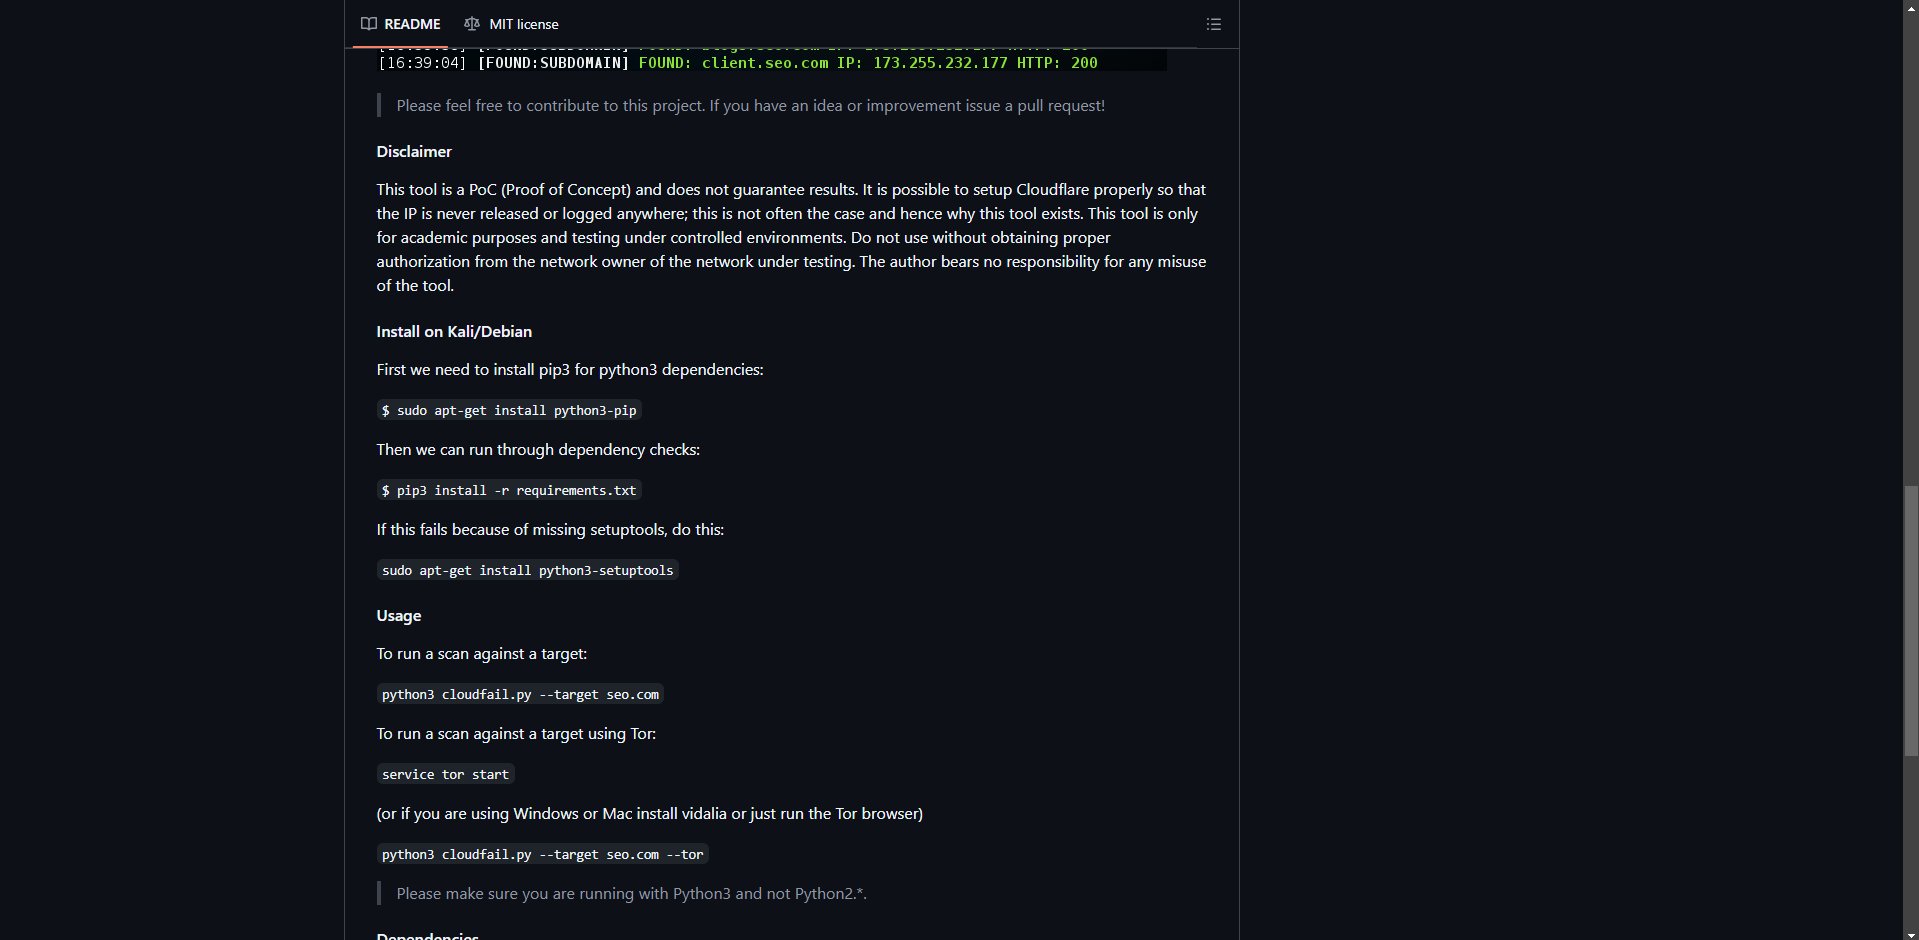 README
MIT license
[16:39:04] [FOUND:SUBDOMAIN] FOUND: client.seo.com IP: 173.255.232.177 HTTP: 200
Please feel free to contribute to this project. If you have an idea or improvement issue a pull request!
Disclaimer
This tool is a PoC (Proof of Concept) and does not guarantee results. It is possible to setup Cloudflare properly so that
the IP is never released or logged anywhere; this is not often the case and hence why this tool exists. This tool is only
for academic purposes and testing under controlled environments. Do not use without obtaining proper
authorization from the network owner of the network under testing. The author bears no responsibility for any misuse
of the tool.
Install on Kali/Debian
First we need to install pip3 for python3 dependencies:
$ sudo apt-get install python3-pip
Then we can run through dependency checks:
$ pip3 install -r requirements.txt
If this fails because of missing setuptools, do this:
sudo apt-get install python3-setuptools
Usage
To run a scan against a target:
python3 cloudfail.py --target seo.com
To run a scan against a target using Tor:
service tor start
(or if you are using Windows or Mac install vidalia or just run the Tor browser)
python3 cloudfail.py --target seo.com --tor
Please make sure you are running with Python3 and not Python2.*.
Dependencies